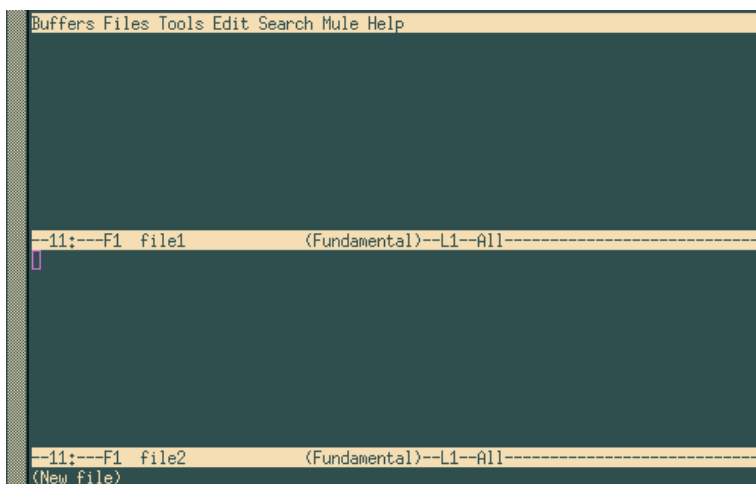 Buffers Files Tools Edit Search Mule Help
--11:---F1  file1             (Fundamental)--L1--All----------------------------
--11:---F1  file2             (Fundamental)--L1--All----------------------------
(New file)